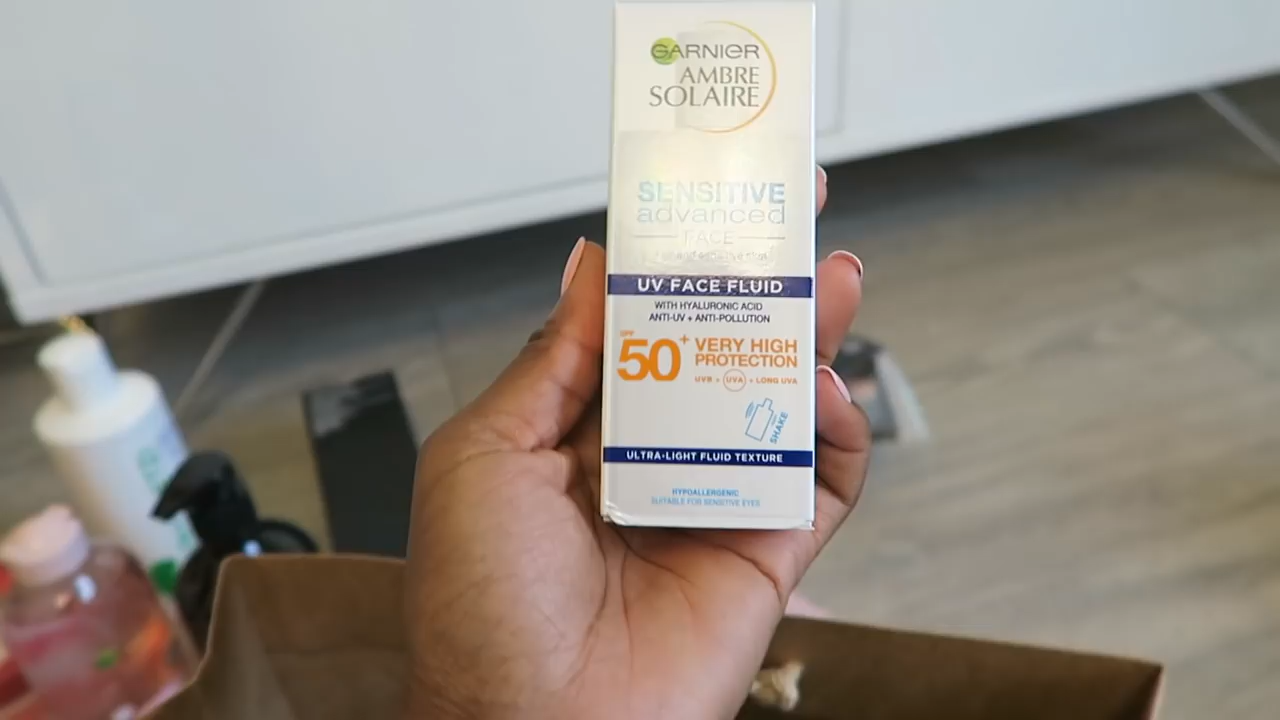 GARNIER
AMBRE
SOLAIRE
SENSITIVE
advanced
FACE
UV FACE FLUID
WITH HYALURONIC ACID
ANTI-UV + ANTI-POLLUTION
SPF
50+
VERY HIGH
PROTECTION
UVB + UVA + LONG UVA
SHAKE
ULTRA-LIGHT FLUID TEXTURE
HYPOALLERGENIC
SUITABLE FOR SENSITIVE EYES